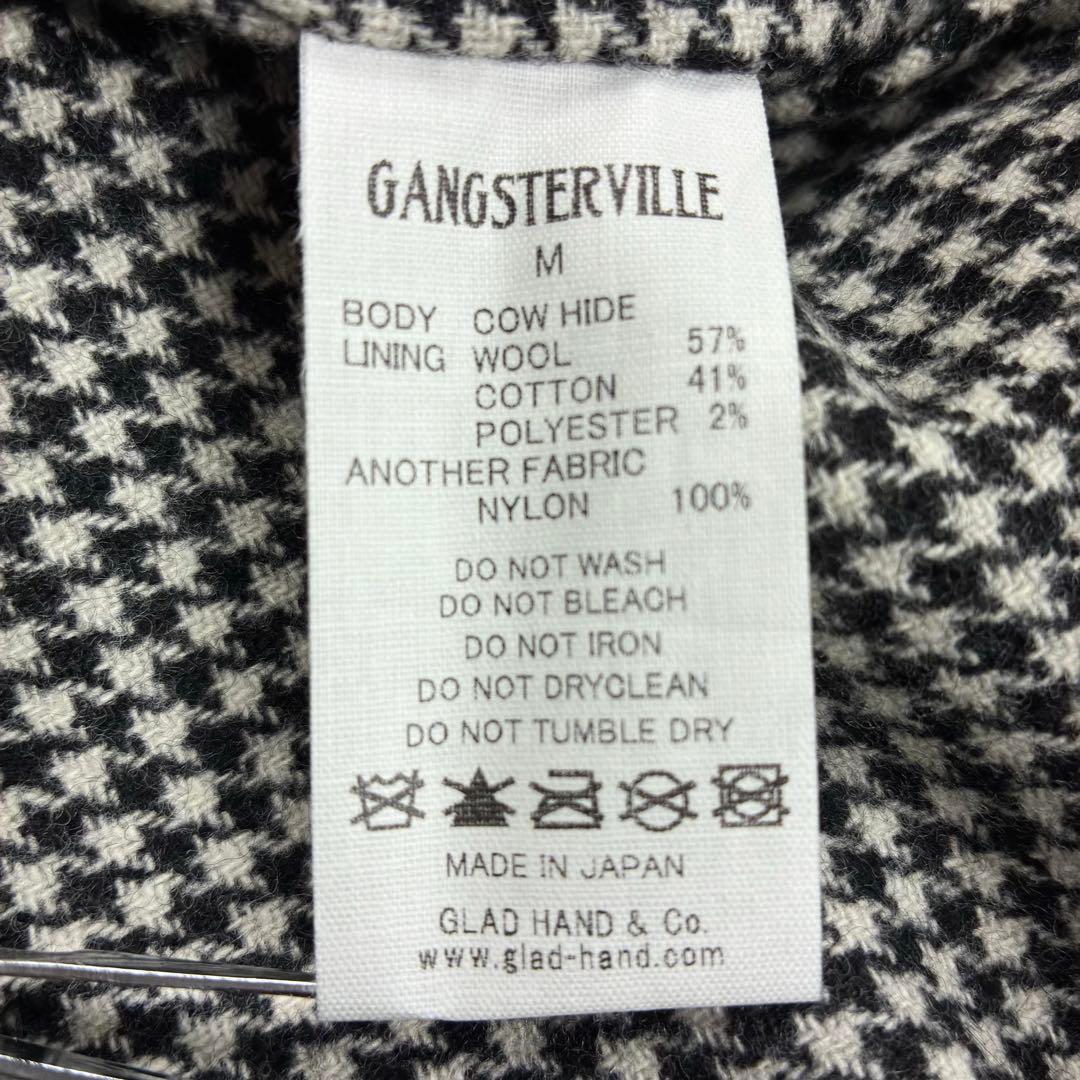 GANGSTERVILLE
M
BODY COW HIDE
LINING WOOL 57%
COTTON 41%
POLYESTER 2%
ANOTHER FABRIC
NYLON 100%
DO NOT WASH
DO NOT BLEACH
DO NOT IRON
DO NOT DRYCLEAN
DO NOT TUMBLE DRY
MADE IN JAPAN
GLAD HAND & Co.
www.glad-hand.com